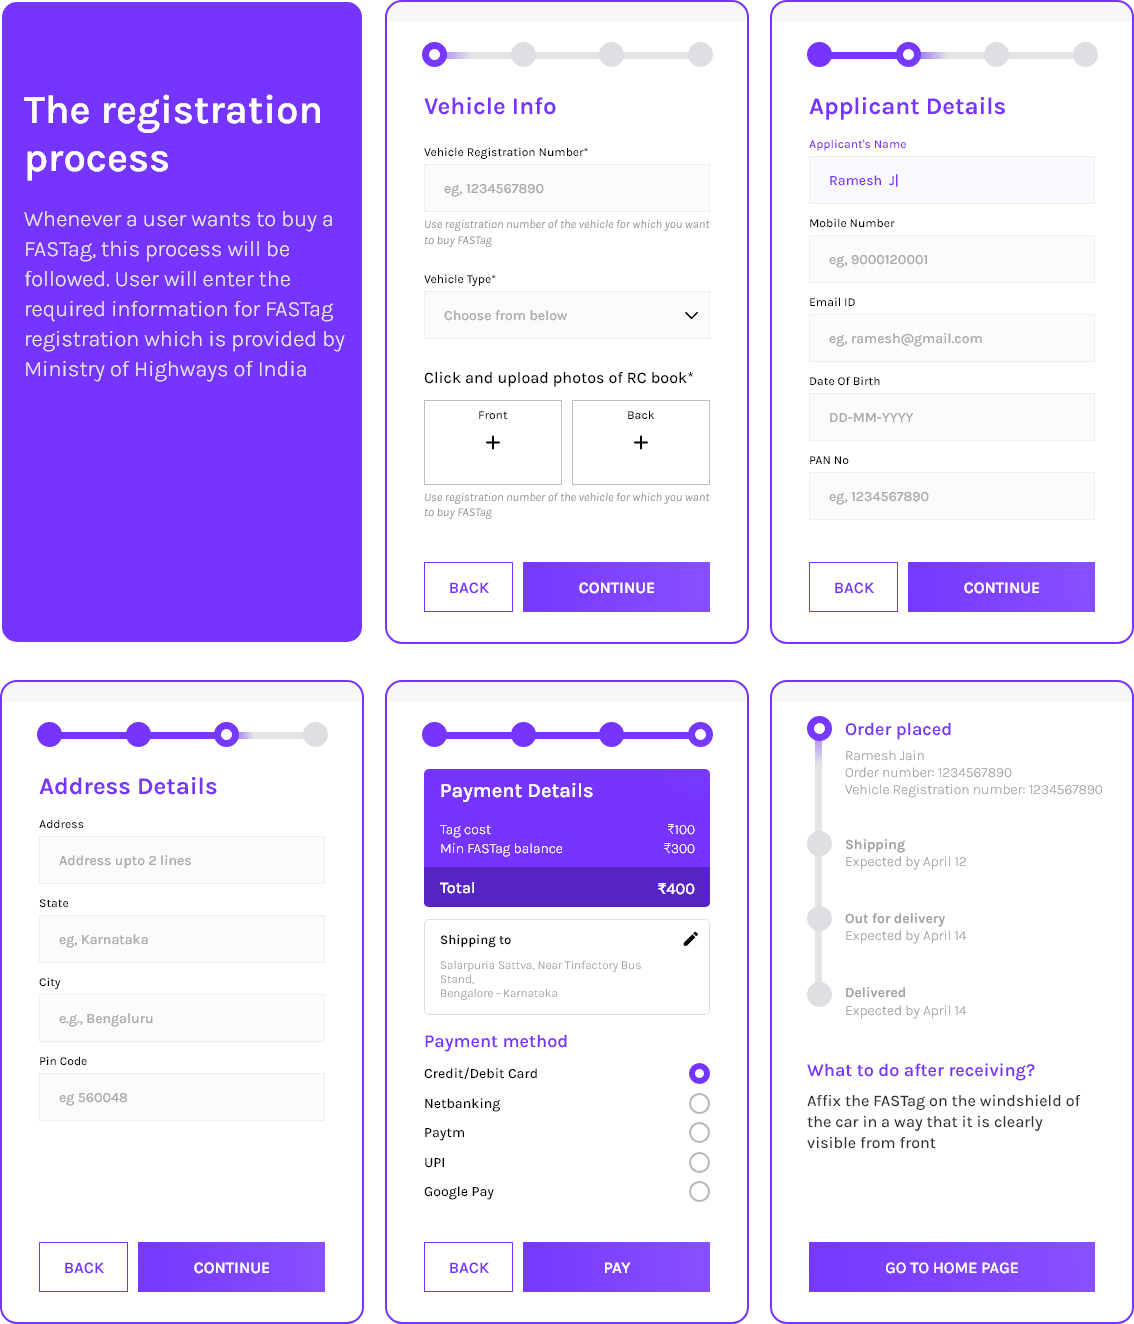 The registration
process
Whenever a user wants to buy a
FASTag, this process will be
followed. User will enter the
required information for FASTag
registration which is provided by
Ministry of Highways of India
Vehicle Info
Vehicle Registration Number*
eg, 1234567890
Use registration number of the vehicle for which you want
to buy FASTag
Vehicle Type*
Choose from below
Click and upload photos of RC book*
Front
Back
+
+
Use registration number of the vehicle for which you want
to buy FASTag
BACK
CONTINUE
Applicant Details
Applicant's Name
Ramesh J
Mobile Number
eg, 9000120001
Email ID
eg, ramesh@gmail.com
Date Of Birth
DD-MM-YYYY
PAN No
eg, 1234567890
BACK
CONTINUE
Address Details
Address
Address upto 2 lines
State
eg, Karnataka
City
e.g., Bengaluru
Pin Code
eg 560048
BACK
CONTINUE
Payment Details
Tag cost ₹100
Min FASTag balance ₹300
Total ₹400
Shipping to
Salarpuria Sattva, Near Tinfactory Bus
Stand,
Bengalore - Karnataka
Payment method
Credit/Debit Card
Netbanking
Paytm
UPI
Google Pay
BACK
PAY
Order placed
Ramesh Jain
Order number: 1234567890
Vehicle Registration number: 1234567890
Shipping
Expected by April 12
Out for delivery
Expected by April 14
Delivered
Expected by April 14
What to do after receiving?
Affix the FASTag on the windshield of
the car in a way that it is clearly
visible from front
GO TO HOME PAGE